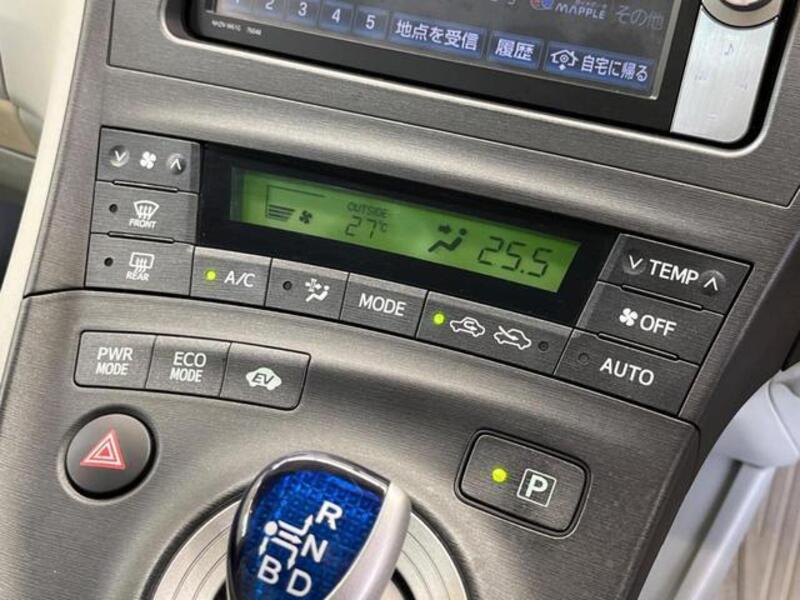 MAPPLE その他
1 2 3 4 5 地点を受信 履歴 自宅に帰る
FRONT
OUTSIDE
27℃
25.5
REAR
A/C
MODE
TEMP
OFF
AUTO
PWR MODE
ECO MODE
EV
P
R
N
B D